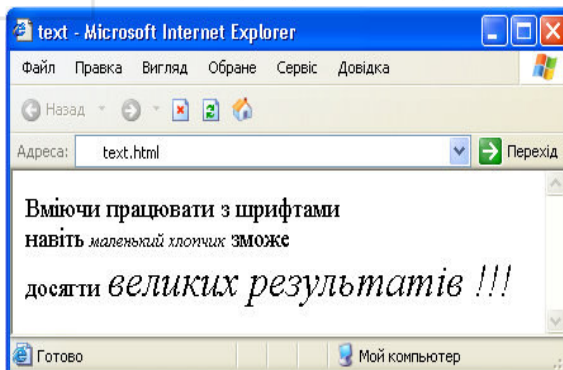 text - Microsoft Internet Explorer
Файл Правка Вигляд Обране Сервіс Довідка
Назад
Адреса: text.html Перехід
Вміючи працювати з шрифтами
навіть маленький хлопчик зможе
досягти великих результатів !!!
Готово Мой компьютер